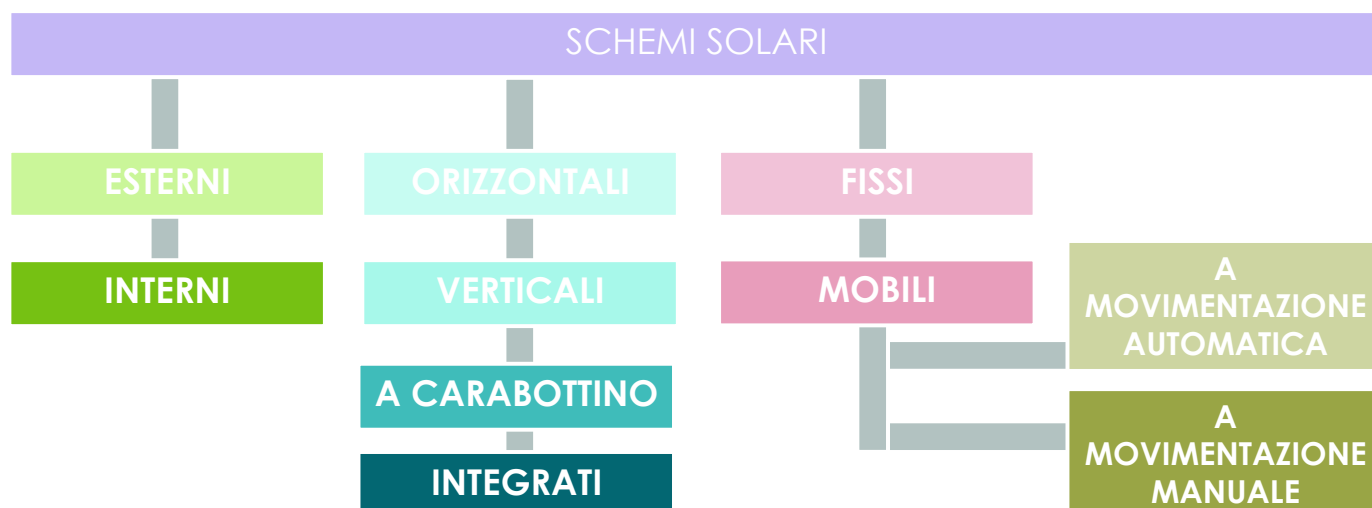 SCHEMI SOLARI
ESTERNI
INTERNI
ORIZZONTALI
VERTICALI
A CARABOTTINO
INTEGRATI
FISSI
MOBILI
A
MOVIMENTAZIONE
AUTOMATICA
A
MOVIMENTAZIONE
MANUALE